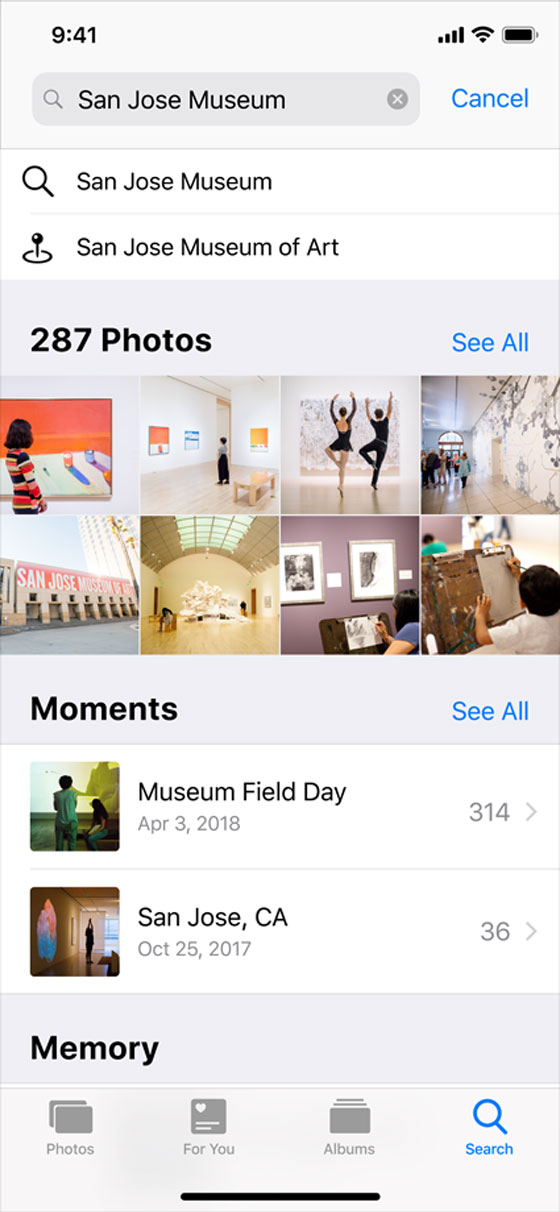 9:41
San Jose Museum
Cancel
San Jose Museum
San Jose Museum of Art
287 Photos
See All
SAN JOSE MUSEUM OF ART
Moments
See All
Museum Field Day
Apr 3, 2018
314
San Jose, CA
Oct 25, 2017
36
Memory
Photos
For You
Albums
Search